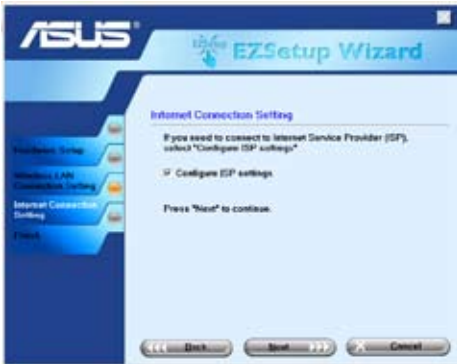 ASUS
EZSetup Wizard
Internet Connection Setting
If you need to connect to Internet Service Provider (ISP),
select "Configure ISP settings"
Configure ISP settings
Press "Next" to continue.
Hardware Setup
Wireless LAN
Connection Setting
Internet Connection
Setting
Finish
Back
Next
Cancel